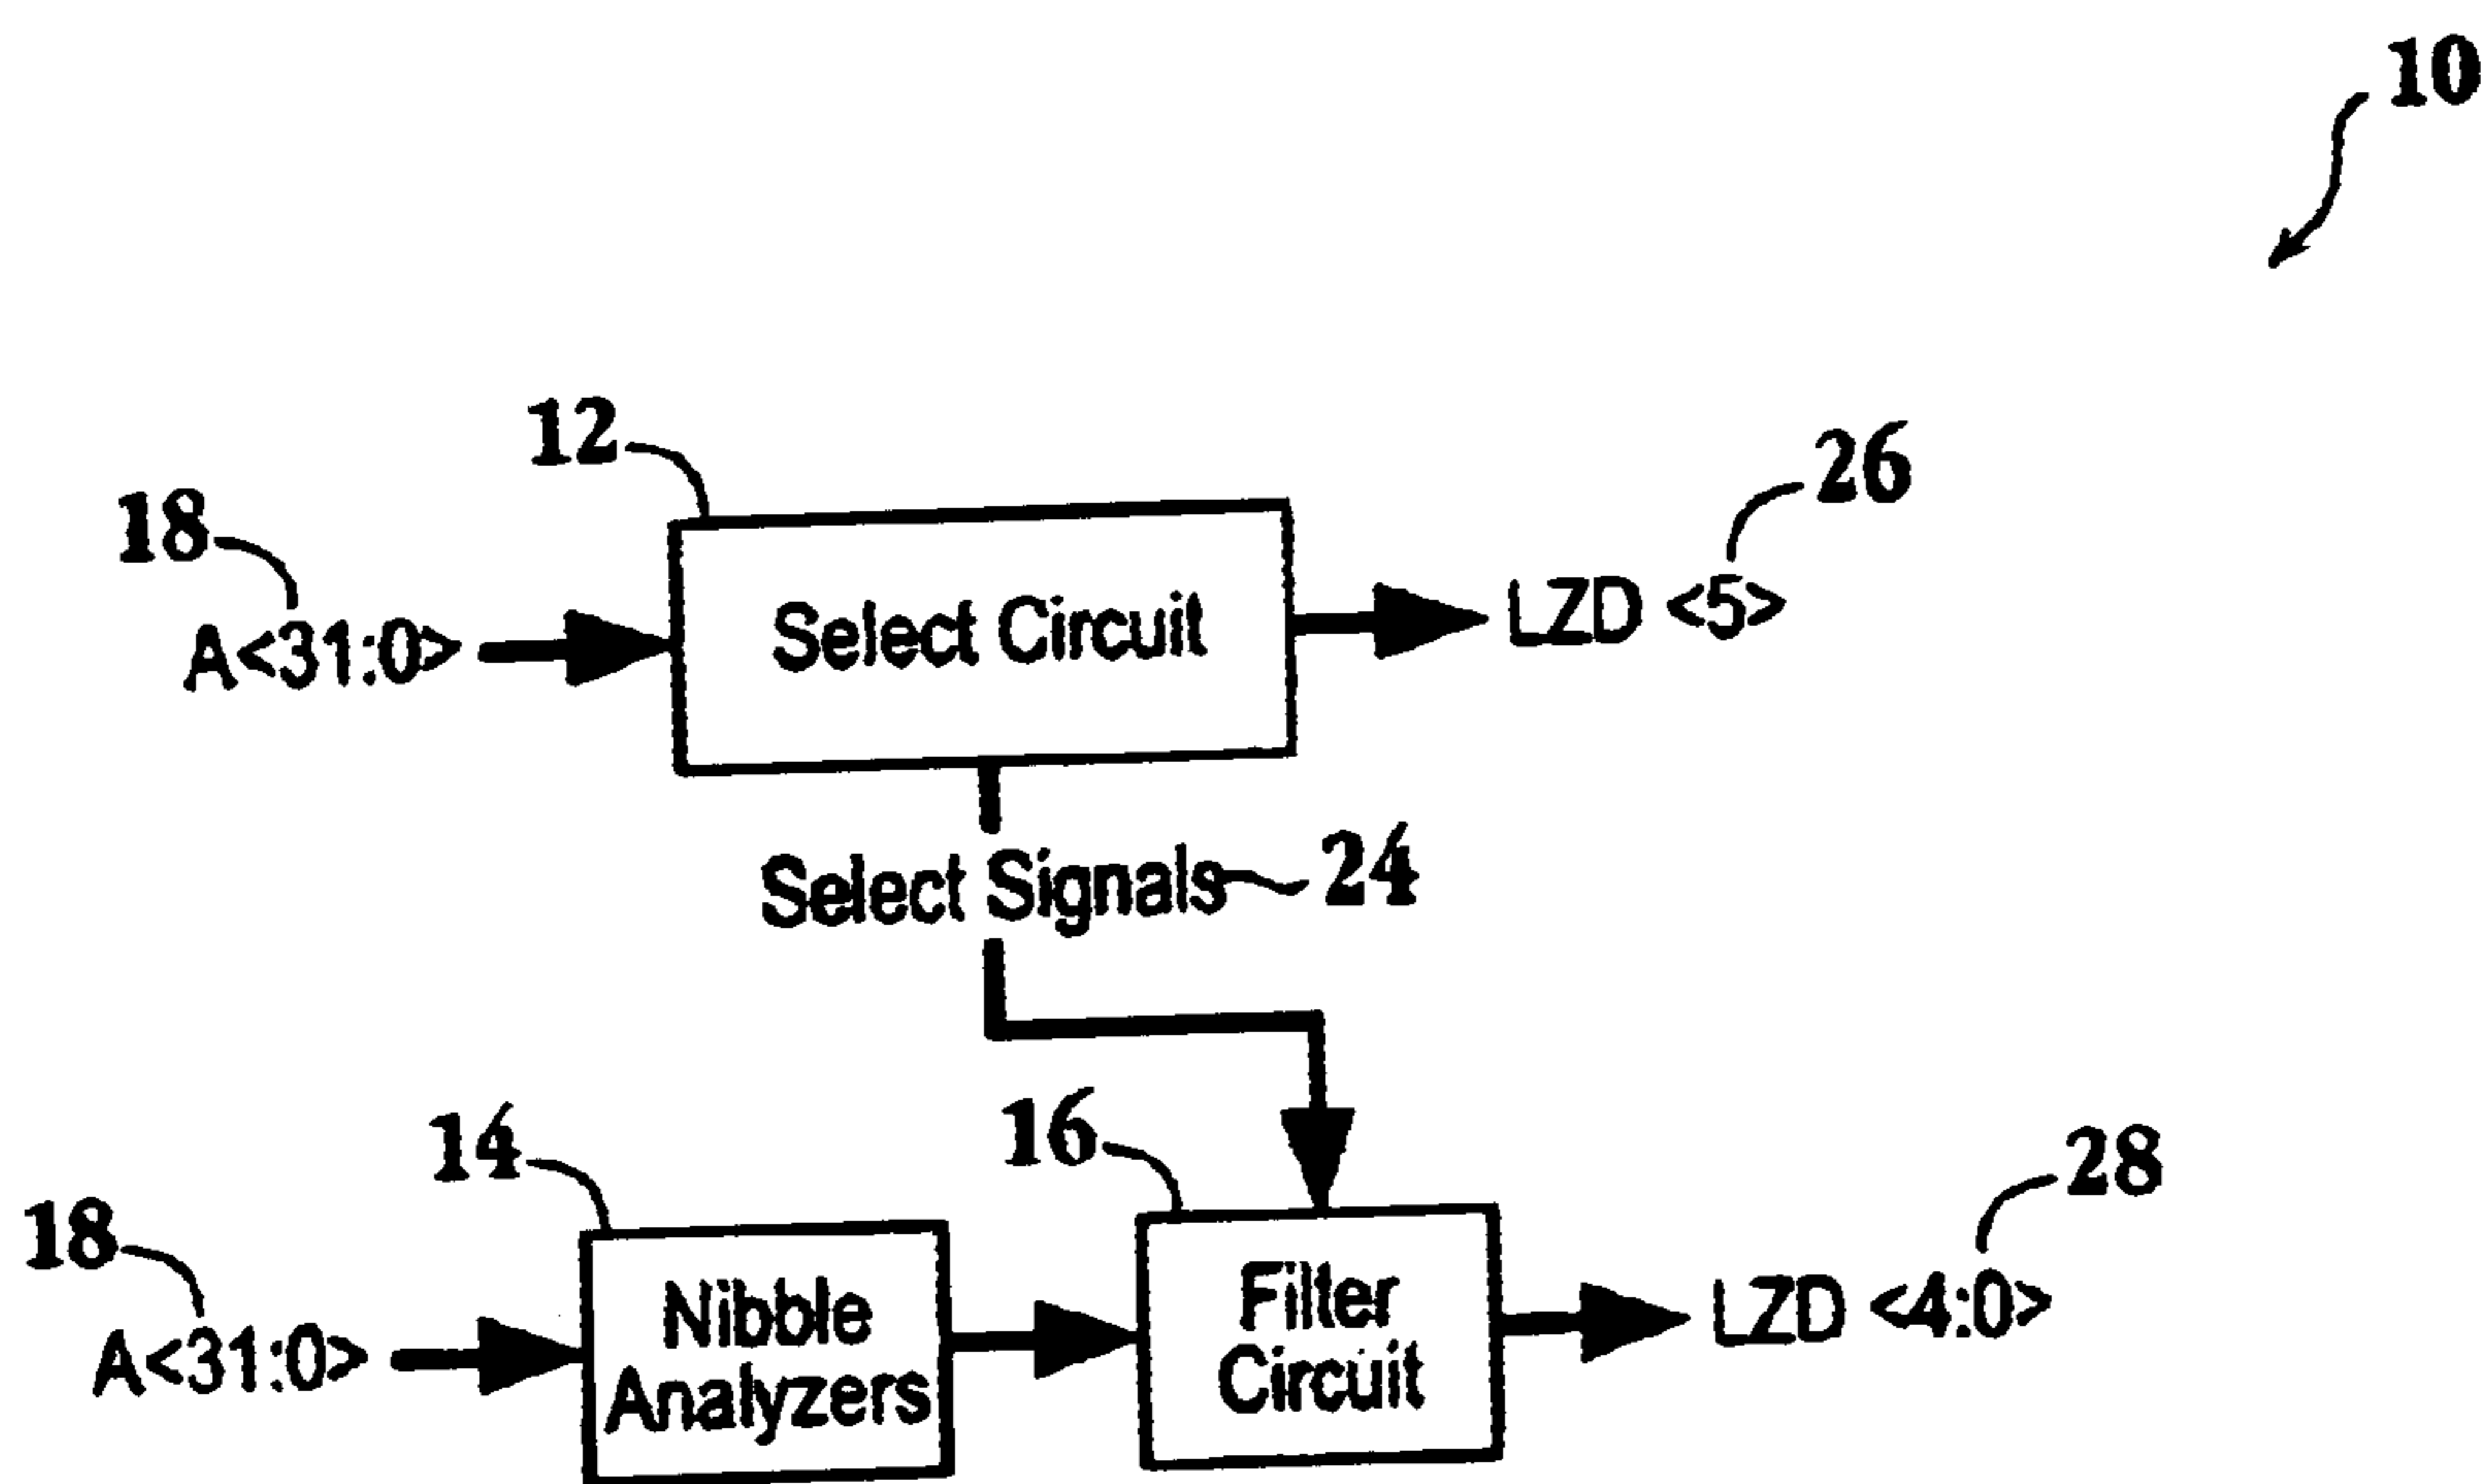 10
12
26
18
A<31:0>
Select Circuit
LZD <5>
Select Signals
24
14
16
28
18
A<31:0>
Nibble
Analyzers
Filter
Circuit
LZD <4:0>